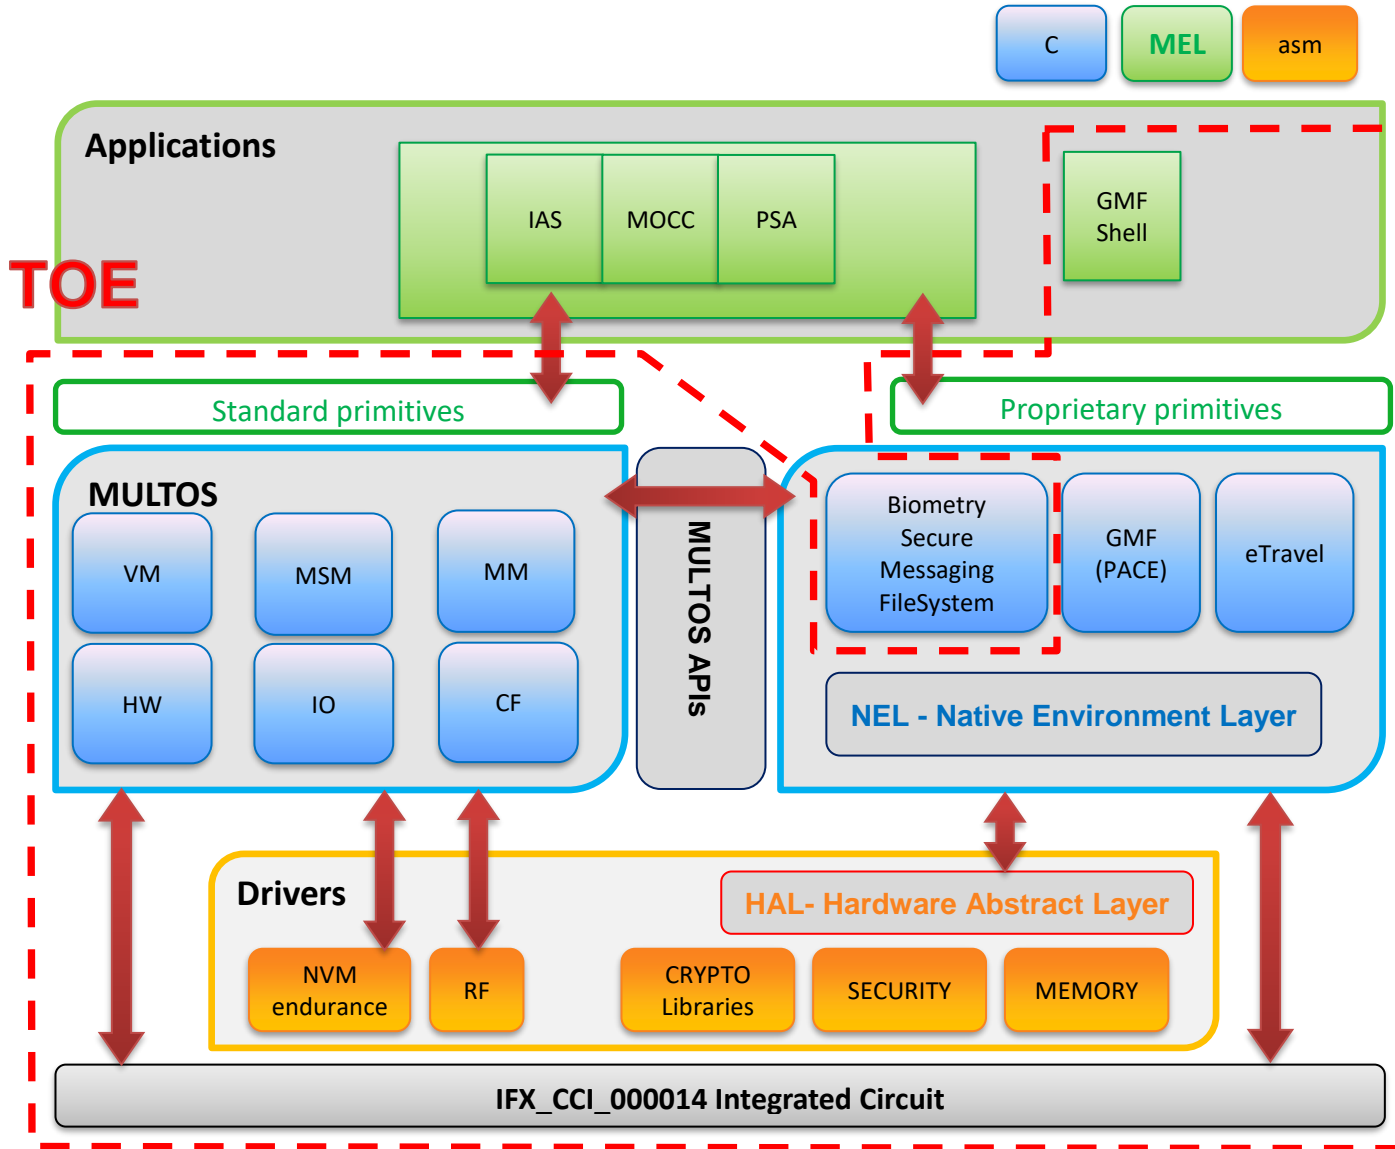 C
MEL
asm
Applications
IAS
MOCC
PSA
GMF
Shell
TOE
Standard primitives
Proprietary primitives
MULTOS
VM
MSM
MM
HW
IO
CF
MULTOS APIs
Biometry
Secure
Messaging
FileSystem
GMF
(PACE)
eTravel
NEL - Native Environment Layer
Drivers
HAL- Hardware Abstract Layer
NVM
endurance
RF
CRYPTO
Libraries
SECURITY
MEMORY
IFX_CCI_000014 Integrated Circuit